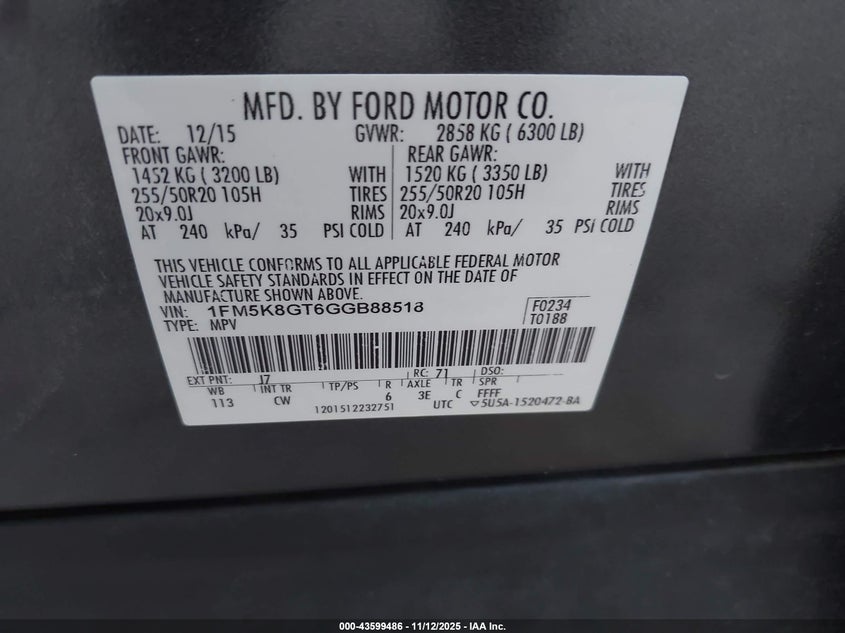 MFD. BY FORD MOTOR CO.
DATE: 12/15 GVWR: 2858 KG ( 6300 LB)
FRONT GAWR: REAR GAWR:
1452 KG ( 3200 LB) WITH 1520 KG ( 3350 LB) WITH
255/50R20 105H TIRES 255/50R20 105H TIRES
20x9.0J RIMS 20x9.0J RIMS
AT 240 kPa/ 35 PSI COLD AT 240 kPa/ 35 PSI COLD
THIS VEHICLE CONFORMS TO ALL APPLICABLE FEDERAL MOTOR
VEHICLE SAFETY STANDARDS IN EFFECT ON THE DATE OF
MANUFACTURE SHOWN ABOVE.
VIN: 1FM5K8GT6GGB88518 F0234
TYPE: MPV T0188
EXT PNT: J7 RC: 71 DSO:
WB INT TR TP/PS R AXLE TR SPR
113 CW 6 3E C FFFF
1201512232751 UTC ▽5U5A-1520472-BA
000-43599486 - 11/12/2025 - IAA Inc.